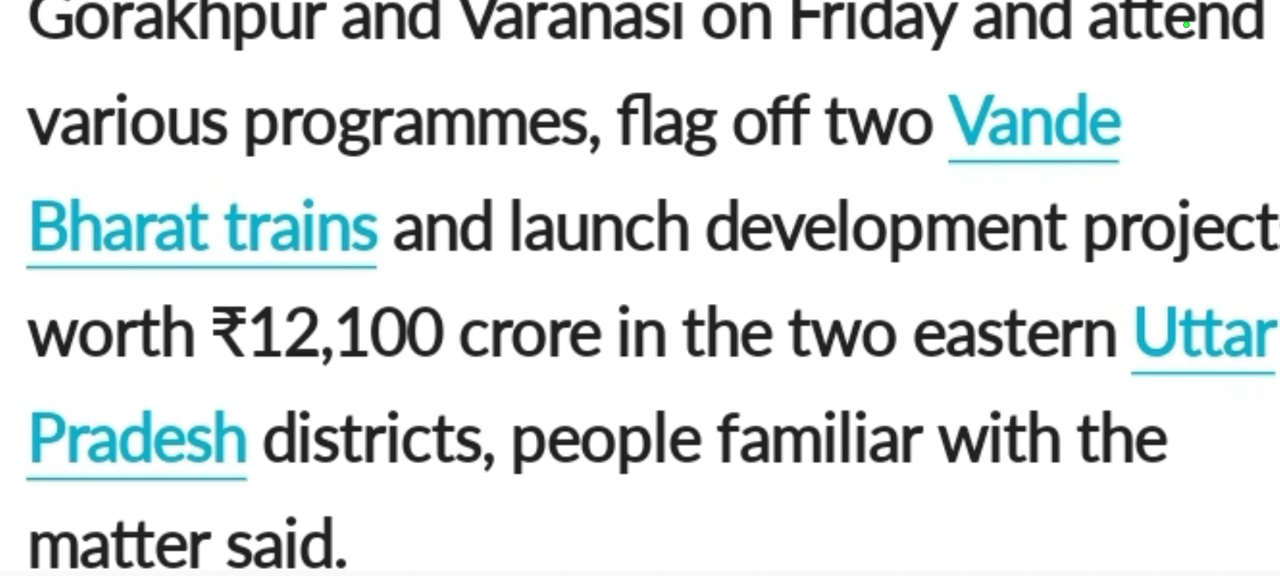 Gorakhpur and Varanasi on Friday and attend
various programmes, flag off two Vande
Bharat trains and launch development project
worth ₹12,100 crore in the two eastern Uttar
Pradesh districts, people familiar with the
matter said.